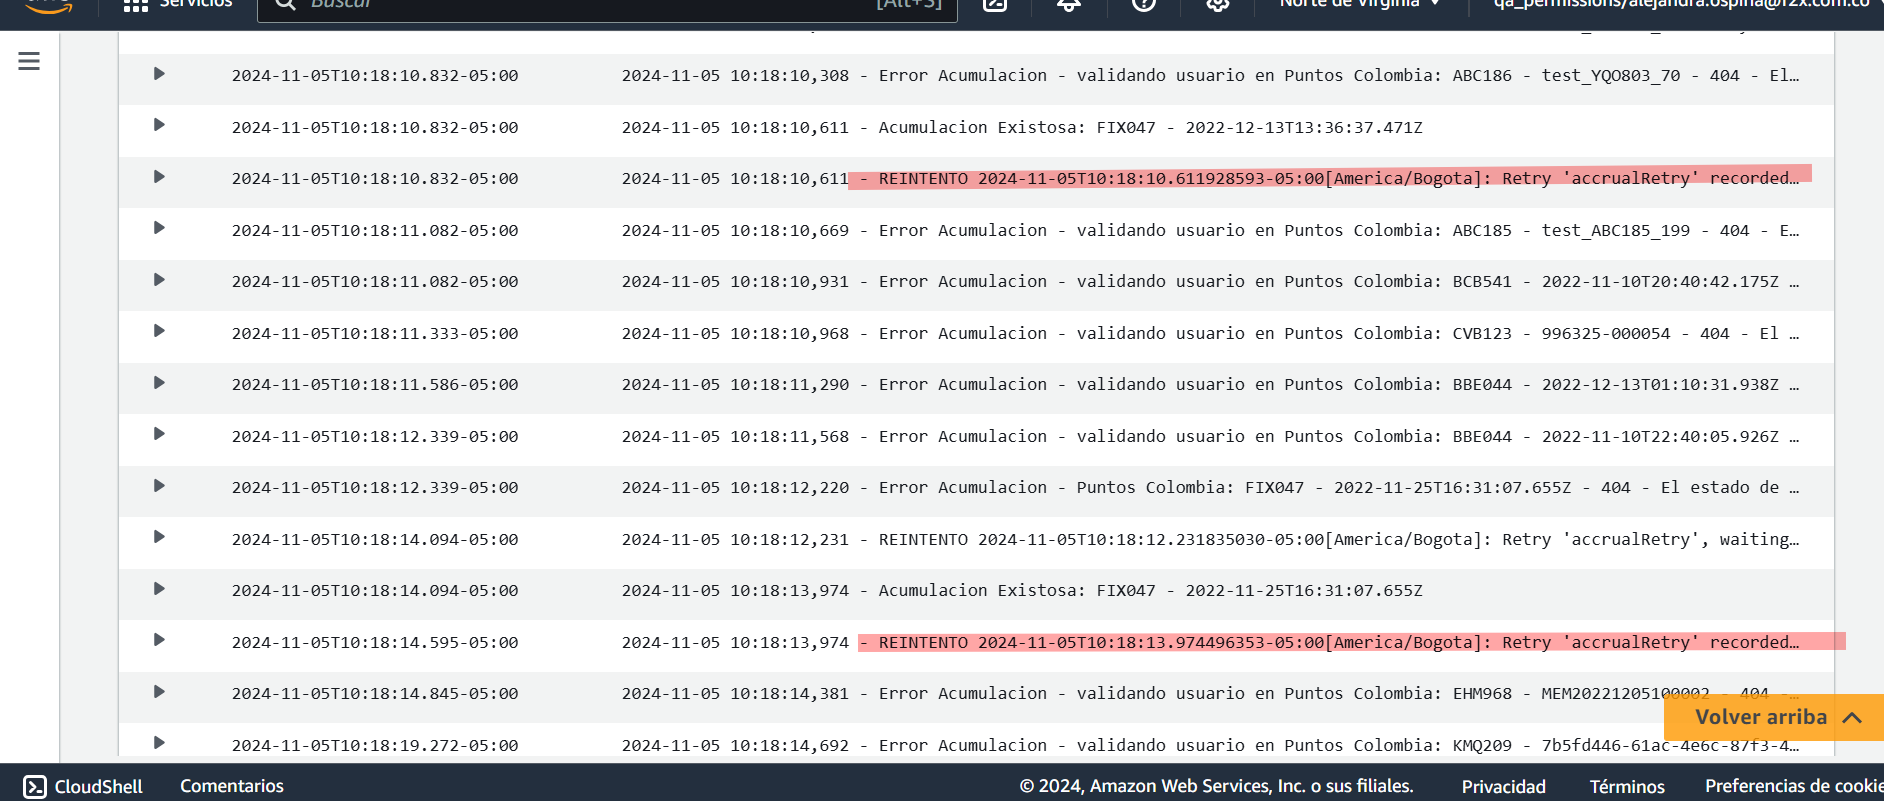 Servicios
Buscar
[Alt+S]
Norte de Virginia
qa_permissions/alejandra.ospina@f2x.com.co
2024-11-05T10:18:10.832-05:00 2024-11-05 10:18:10,308 - Error Acumulacion - validando usuario en Puntos Colombia: ABC186 - test_YQO803_70 - 404 - El…
2024-11-05T10:18:10.832-05:00 2024-11-05 10:18:10,611 - Acumulacion Existosa: FIX047 - 2022-12-13T13:36:37.471Z
2024-11-05T10:18:10.832-05:00 2024-11-05 10:18:10,611 - REINTENTO 2024-11-05T10:18:10.611928593-05:00[America/Bogota]: Retry 'accrualRetry' recorded…
2024-11-05T10:18:11.082-05:00 2024-11-05 10:18:10,669 - Error Acumulacion - validando usuario en Puntos Colombia: ABC185 - test_ABC185_199 - 404 - E…
2024-11-05T10:18:11.082-05:00 2024-11-05 10:18:10,931 - Error Acumulacion - validando usuario en Puntos Colombia: BCB541 - 2022-11-10T20:40:42.175Z …
2024-11-05T10:18:11.333-05:00 2024-11-05 10:18:10,968 - Error Acumulacion - validando usuario en Puntos Colombia: CVB123 - 996325-000054 - 404 - El …
2024-11-05T10:18:11.586-05:00 2024-11-05 10:18:11,290 - Error Acumulacion - validando usuario en Puntos Colombia: BBE044 - 2022-12-13T01:10:31.938Z …
2024-11-05T10:18:12.339-05:00 2024-11-05 10:18:11,568 - Error Acumulacion - validando usuario en Puntos Colombia: BBE044 - 2022-11-10T22:40:05.926Z …
2024-11-05T10:18:12.339-05:00 2024-11-05 10:18:12,220 - Error Acumulacion - Puntos Colombia: FIX047 - 2022-11-25T16:31:07.655Z - 404 - El estado de …
2024-11-05T10:18:14.094-05:00 2024-11-05 10:18:12,231 - REINTENTO 2024-11-05T10:18:12.231835030-05:00[America/Bogota]: Retry 'accrualRetry', waiting…
2024-11-05T10:18:14.094-05:00 2024-11-05 10:18:13,974 - Acumulacion Existosa: FIX047 - 2022-11-25T16:31:07.655Z
2024-11-05T10:18:14.595-05:00 2024-11-05 10:18:13,974 - REINTENTO 2024-11-05T10:18:13.974496353-05:00[America/Bogota]: Retry 'accrualRetry' recorded…
2024-11-05T10:18:14.845-05:00 2024-11-05 10:18:14,381 - Error Acumulacion - validando usuario en Puntos Colombia: EHM968 - MEM20221205100002 - 404 -…
Volver arriba
2024-11-05T10:18:19.272-05:00 2024-11-05 10:18:14,692 - Error Acumulacion - validando usuario en Puntos Colombia: KMQ209 - 7b5fd446-61ac-4e6c-87f3-4…
CloudShell Comentarios © 2024, Amazon Web Services, Inc. o sus filiales. Privacidad Términos Preferencias de cookie